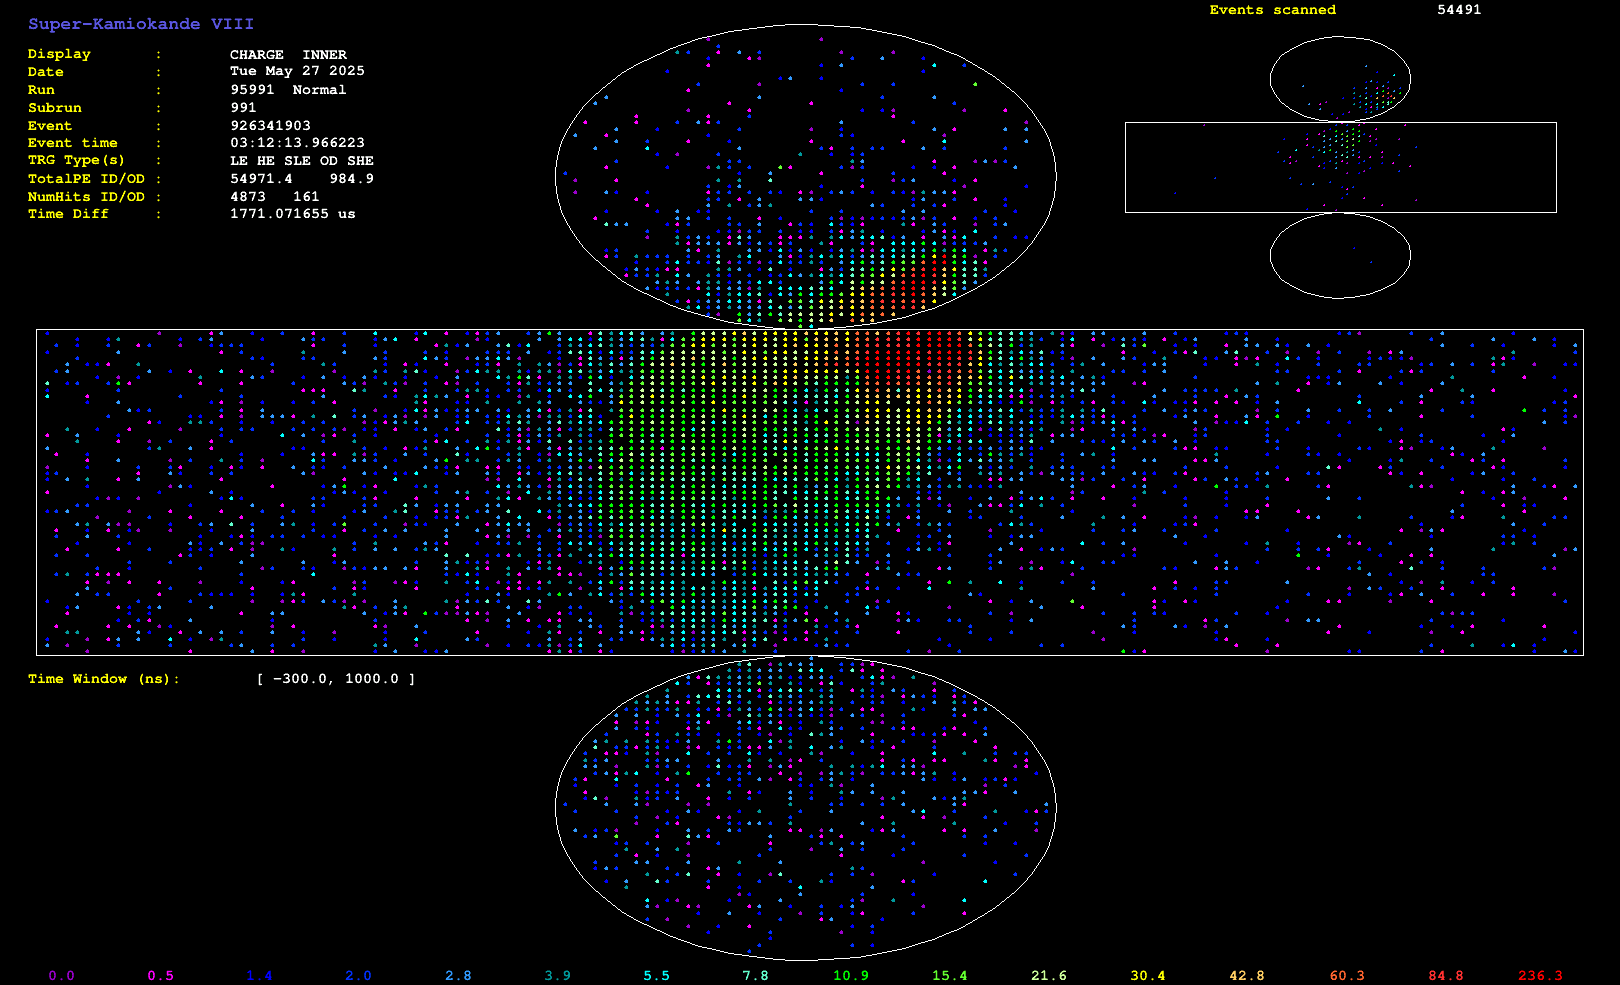 Super-Kamiokande VIII
Events scanned 54491
Display : CHARGE INNER
Date : Tue May 27 2025
Run : 95991 Normal
Subrun : 991
Event : 926341903
Event time : 03:12:13.966223
TRG Type(s) : LE HE SLE OD SHE
TotalPE ID/OD : 54971.4 984.9
NumHits ID/OD : 4873 161
Time Diff : 1771.071655 us
Time Window (ns): [ -300.0, 1000.0 ]
0.0 0.5 1.4 2.0 2.8 3.9 5.5 7.8 10.9 15.4 21.6 30.4 42.8 60.3 84.8 236.3